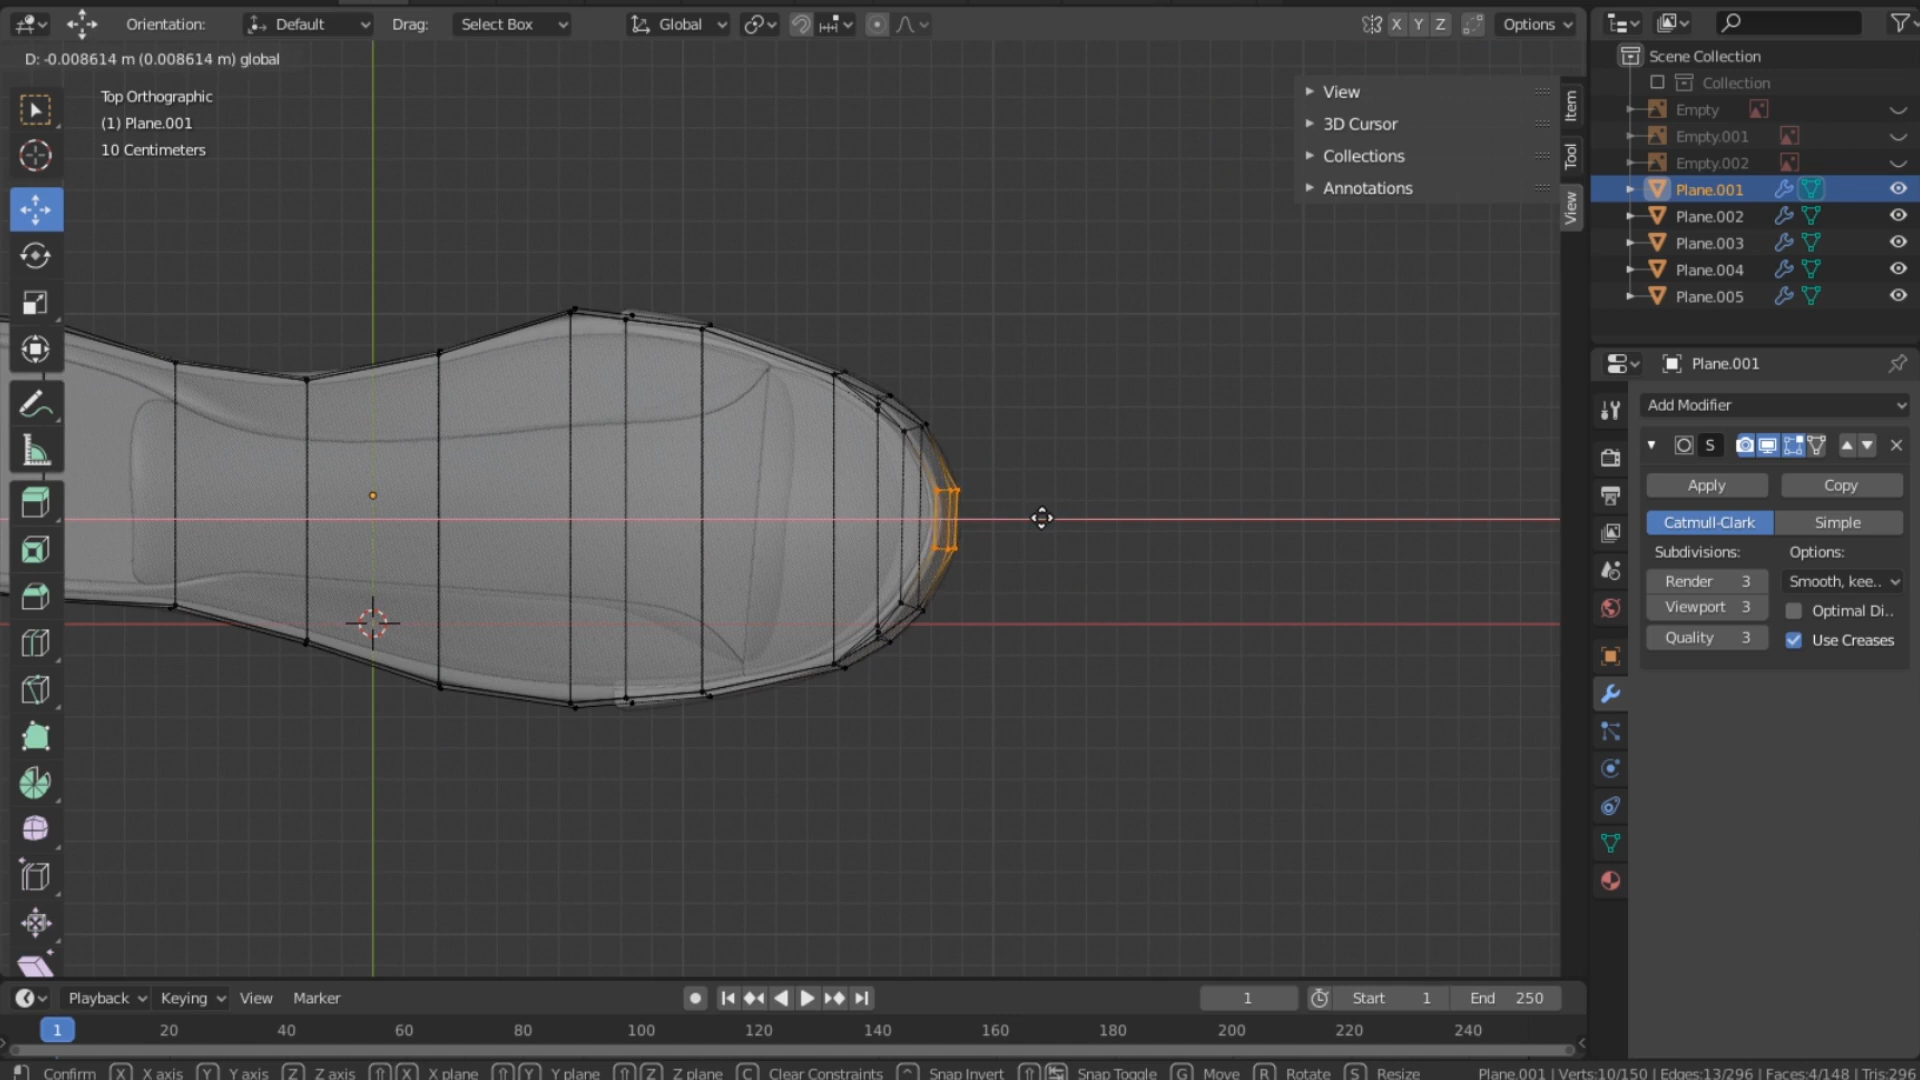 Orientation: Default Drag: Select Box Global X Y Z Options
D: -0.008614 m (0.008614 m) global
Top Orthographic
(1) Plane.001
10 Centimeters
View
3D Cursor
Collections
Annotations
Item
Tool
View
Scene Collection
Collection
Empty
Empty.001
Empty.002
Plane.001
Plane.002
Plane.003
Plane.004
Plane.005
Plane.001
Add Modifier
S
Apply Copy
Catmull-Clark Simple
Subdivisions: Options:
Render 3 Smooth, kee..
Viewport 3 Optimal Di..
Quality 3 Use Creases
Playback Keying View Marker 1 Start 1 End 250
1 20 40 60 80 100 120 140 160 180 200 220 240
Confirm X X axis Y Y axis Z Z axis X X plane Y Y plane Z Z plane C Clear Constraints Snap Invert Snap Toggle G Move R Rotate S Resize Plane.001 | Verts:10/150 | Edges:13/296 | Faces:4/148 | Tris:296